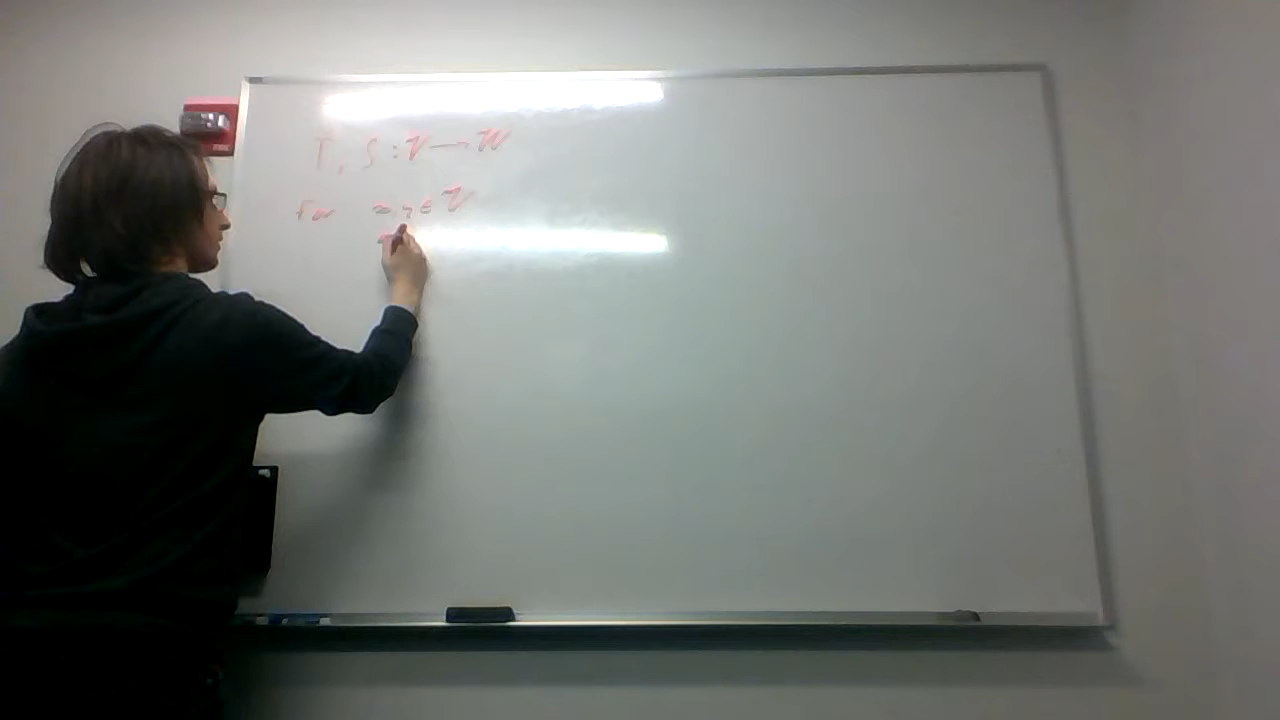 T, S : V → W
for x, y ∈ V